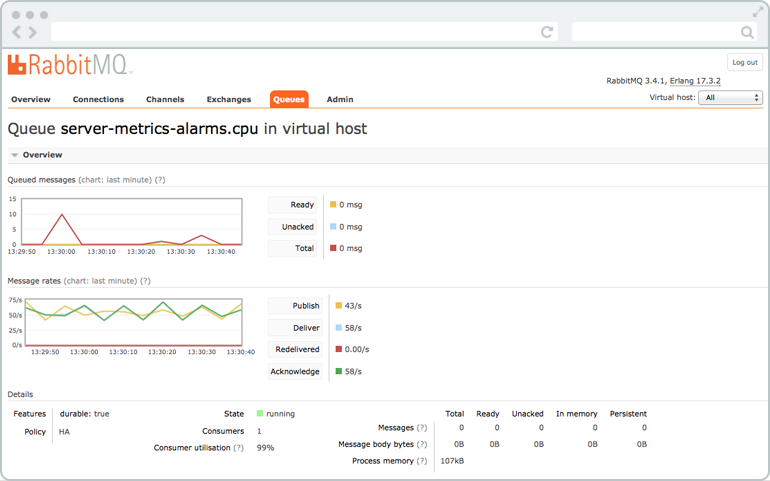 RabbitMQ™
Log out
RabbitMQ 3.4.1, Erlang 17.3.2
Overview Connections Channels Exchanges Queues Admin
Virtual host: All
Queue server-metrics-alarms.cpu in virtual host
Overview
Queued messages (chart: last minute) (?)
15
10
5
0
13:29:50 13:30:00 13:30:10 13:30:20 13:30:30 13:30:40
Ready 0 msg
Unacked 0 msg
Total 0 msg
Message rates (chart: last minute) (?)
75/s
50/s
25/s
0/s
13:29:50 13:30:00 13:30:10 13:30:20 13:30:30 13:30:40
Publish 43/s
Deliver 58/s
Redelivered 0.00/s
Acknowledge 58/s
Details
Features durable: true
Policy HA
State running
Consumers 1
Consumer utilisation (?) 99%
Total Ready Unacked In memory Persistent
Messages (?) 0 0 0 0 0
Message body bytes (?) 0B 0B 0B 0B 0B
Process memory (?) 107kB